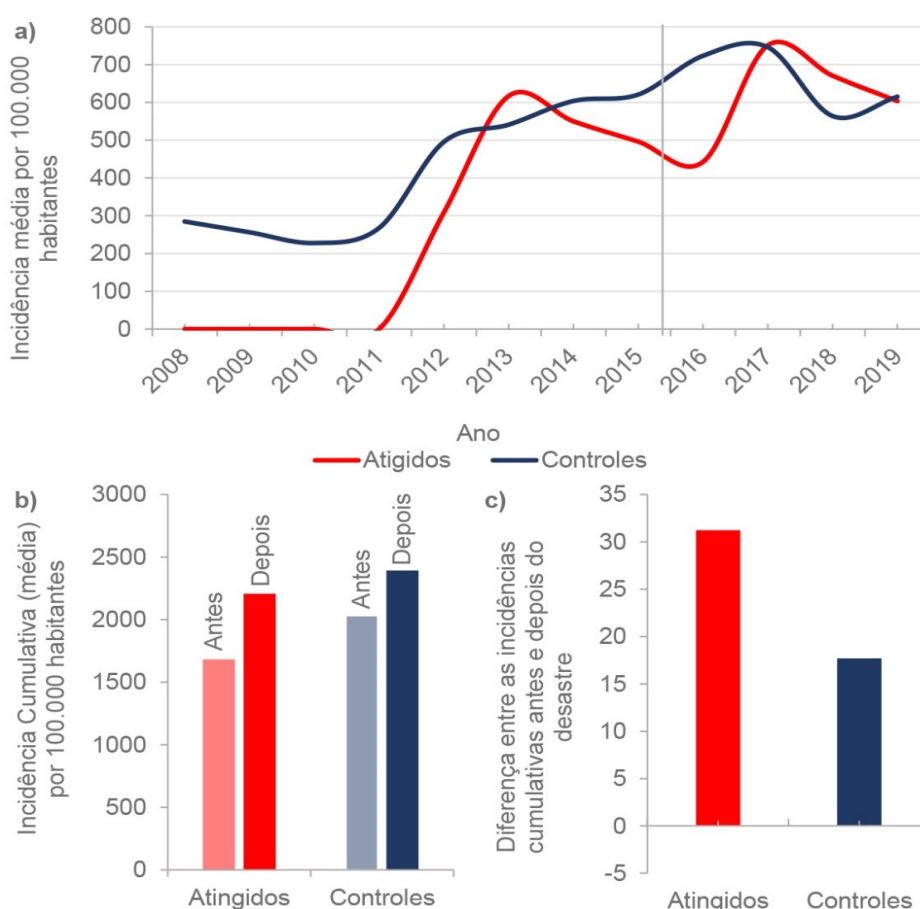 a)
Incidência média por 100.000
habitantes
800
700
600
500
400
300
200
100
0
2008
2009
2010
2011
2012
2013
2014
2015
2016
2017
2018
2019
Ano
Atigidos
Controles
b)
Incidência Cumulativa (média)
por 100.000 habitantes
3000
2500
2000
1500
1000
500
0
Antes
Depois
Antes
Depois
Atingidos
Controles
c)
Diferença entre as incidências
cumulativas antes e depois do
desastre
35
30
25
20
15
10
5
0
-5
Atingidos
Controles